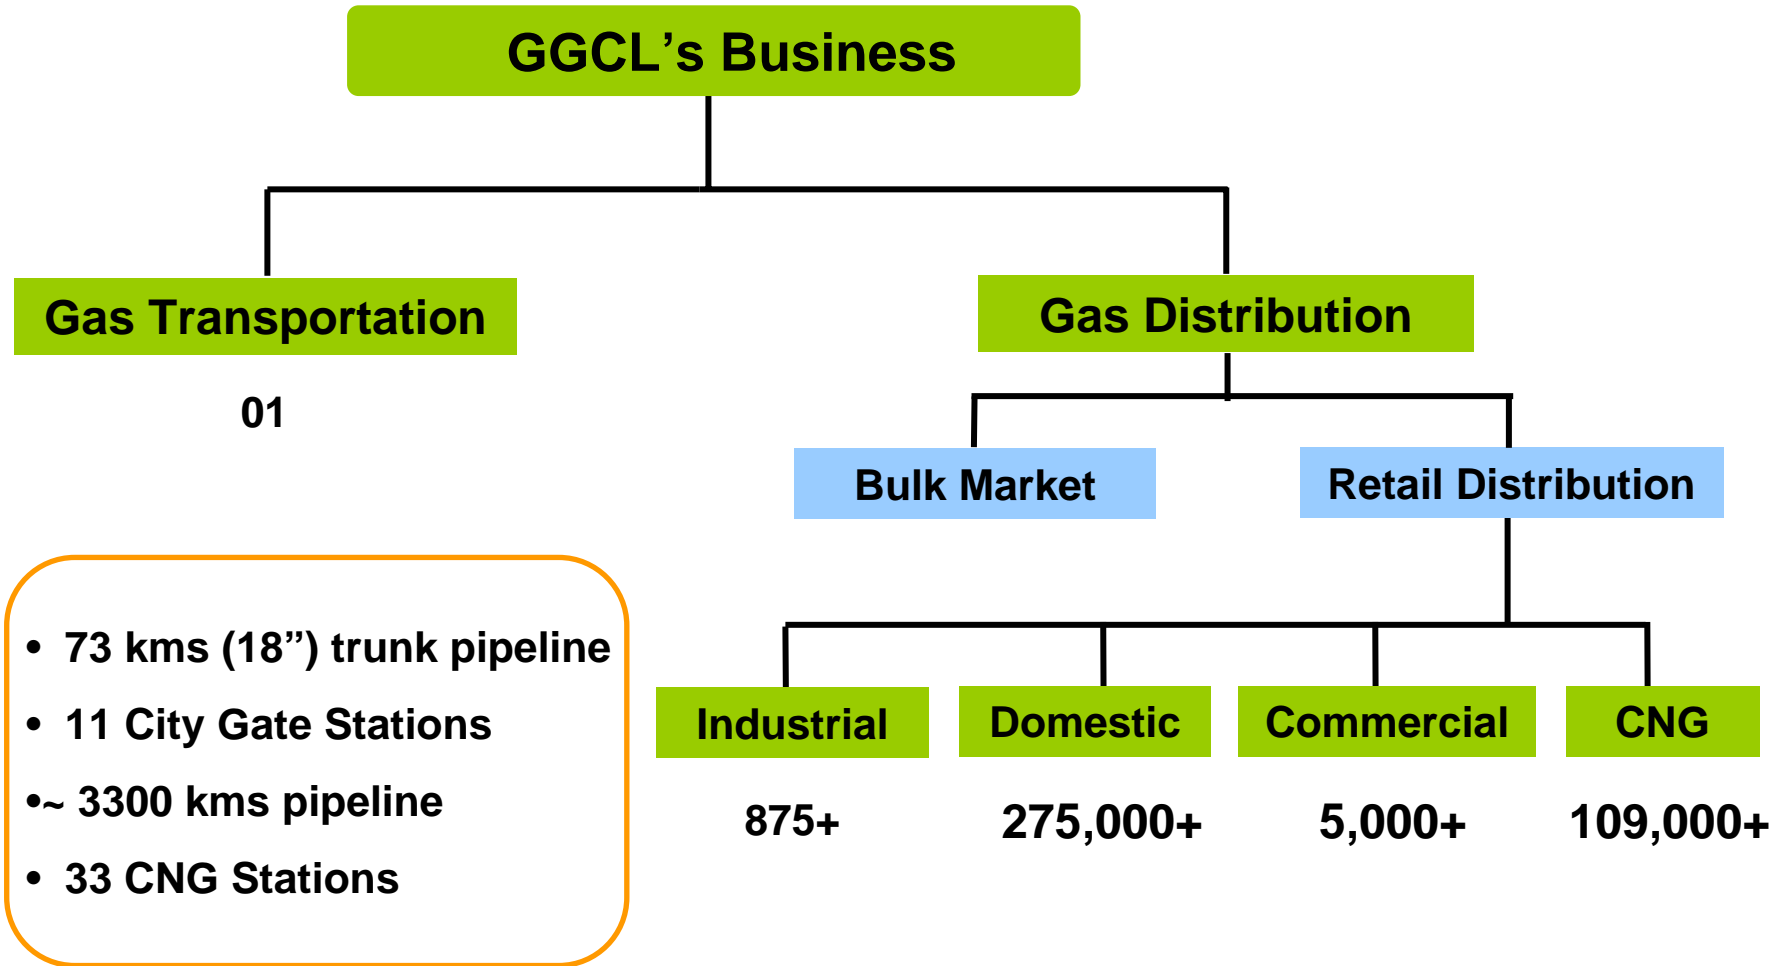 GGCL’s Business
Gas Transportation
Gas Distribution
01
Bulk Market
Retail Distribution
• 73 kms (18”) trunk pipeline
• 11 City Gate Stations
•~ 3300 kms pipeline
• 33 CNG Stations
Industrial
Domestic
Commercial
CNG
875+
275,000+
5,000+
109,000+